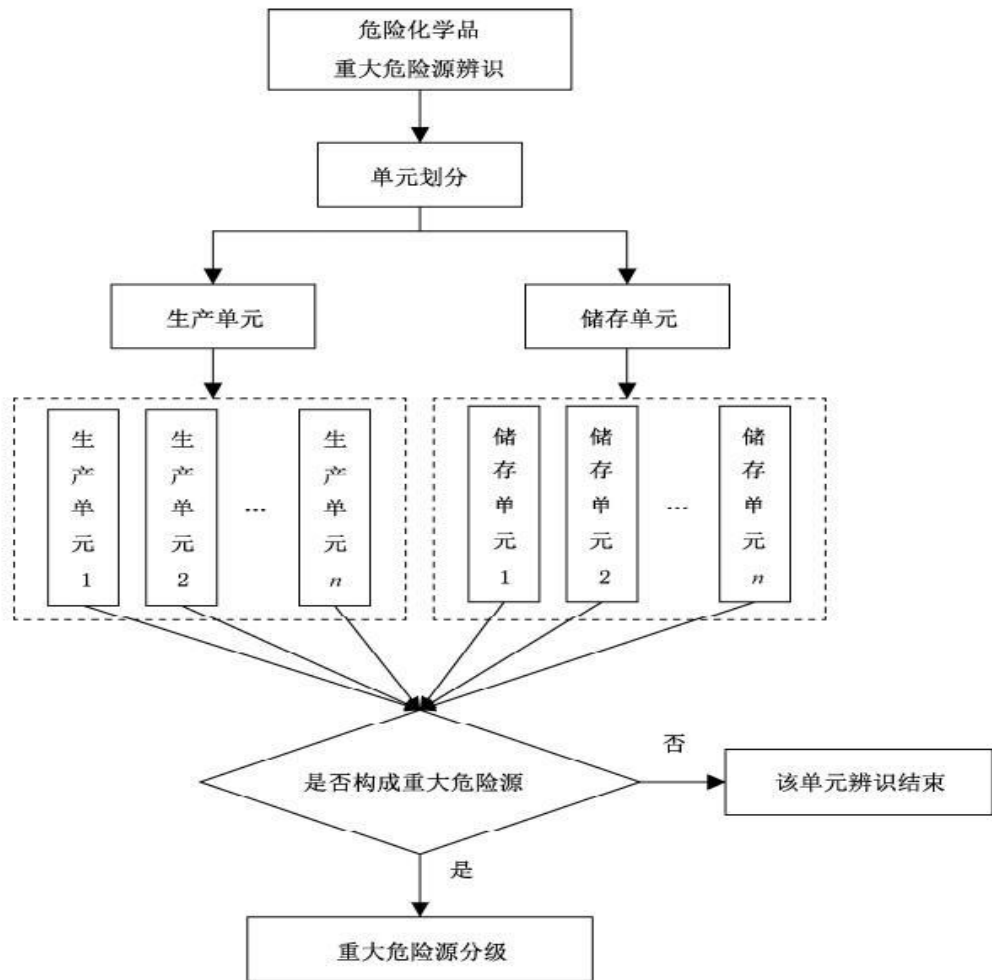 危险化学品
重大危险源辨识
单元划分
生产单元
储存单元
生产单元1
生产单元2
…
生产单元n
储存单元1
储存单元2
…
储存单元n
是否构成重大危险源
否
该单元辨识结束
是
重大危险源分级